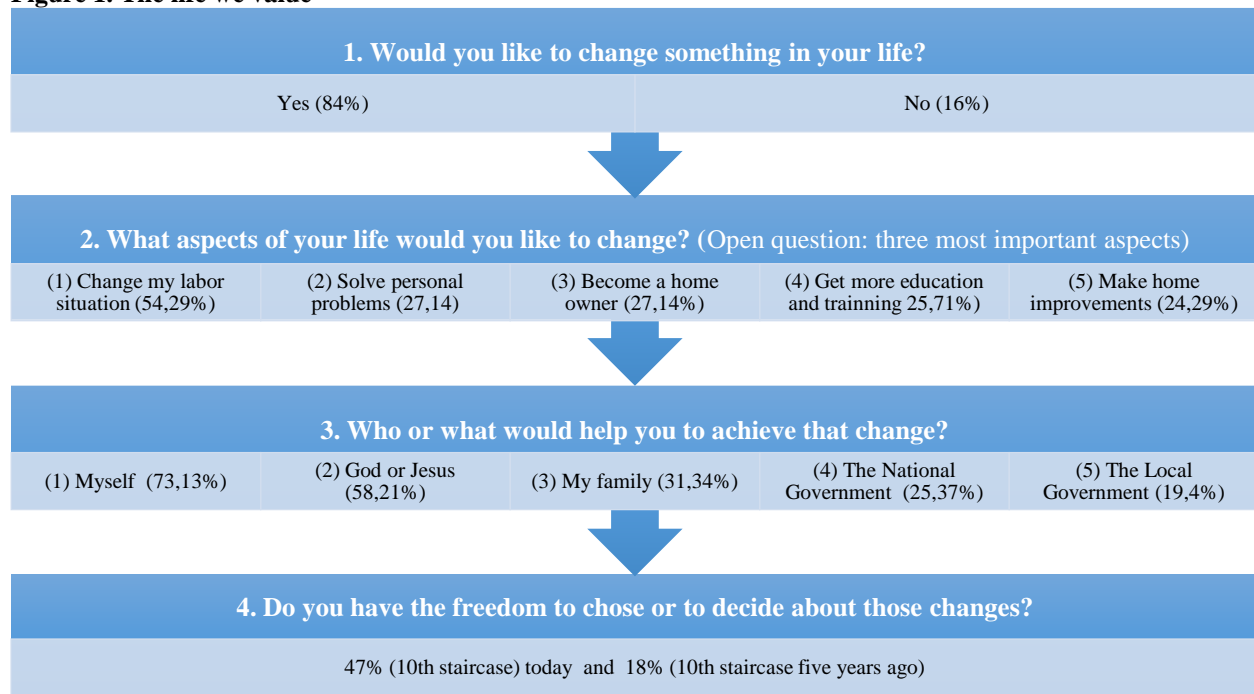 Figure 1. The life we value
1. Would you like to change something in your life?
Yes (84%)
No (16%)
2. What aspects of your life would you like to change? (Open question: three most important aspects)
(1) Change my labor
situation (54,29%)
(2) Solve personal
problems (27,14)
(3) Become a home
owner (27,14%)
(4) Get more education
and trainning 25,71%)
(5) Make home
improvements (24,29%)
3. Who or what would help you to achieve that change?
(1) Myself (73,13%)
(2) God or Jesus
(58,21%)
(3) My family (31,34%)
(4) The National
Government (25,37%)
(5) The Local
Government (19,4%)
4. Do you have the freedom to chose or to decide about those changes?
47% (10th staircase) today and 18% (10th staircase five years ago)